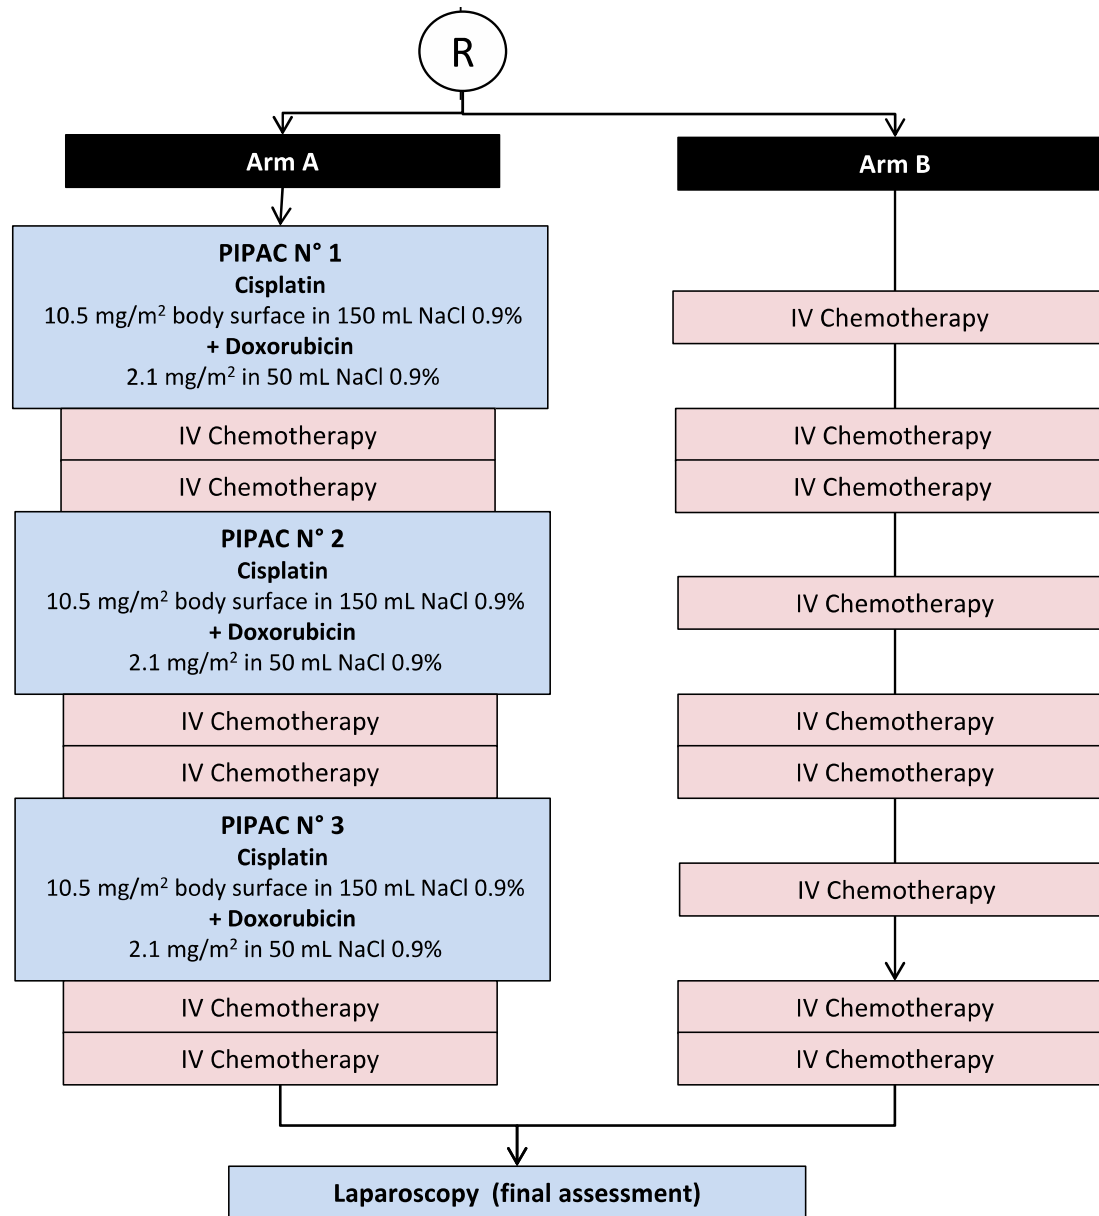 R
Arm A
Arm B
PIPAC N° 1
Cisplatin
10.5 mg/m² body surface in 150 mL NaCl 0.9%
+ Doxorubicin
2.1 mg/m² in 50 mL NaCl 0.9%
IV Chemotherapy
IV Chemotherapy
PIPAC N° 2
Cisplatin
10.5 mg/m² body surface in 150 mL NaCl 0.9%
+ Doxorubicin
2.1 mg/m² in 50 mL NaCl 0.9%
IV Chemotherapy
IV Chemotherapy
PIPAC N° 3
Cisplatin
10.5 mg/m² body surface in 150 mL NaCl 0.9%
+ Doxorubicin
2.1 mg/m² in 50 mL NaCl 0.9%
IV Chemotherapy
IV Chemotherapy
IV Chemotherapy
IV Chemotherapy
IV Chemotherapy
IV Chemotherapy
IV Chemotherapy
IV Chemotherapy
IV Chemotherapy
IV Chemotherapy
IV Chemotherapy
Laparoscopy (final assessment)